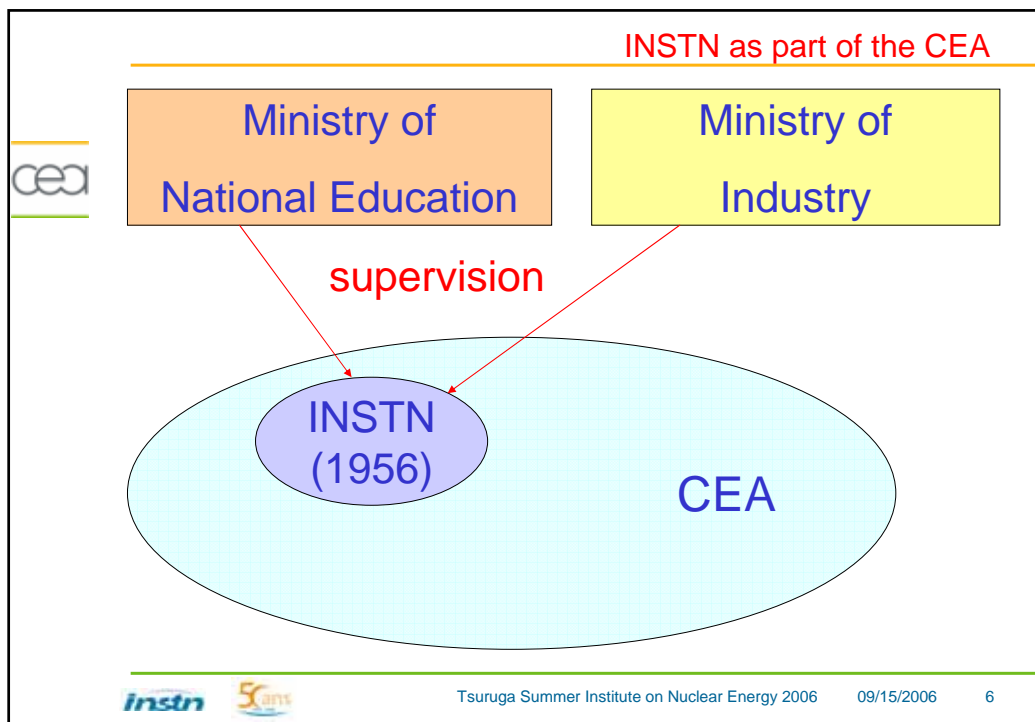 INSTN as part of the CEA
Ministry of
National Education
Ministry of
Industry
cea
supervision
INSTN
(1956)
CEA
instn
50 ans
Tsuruga Summer Institute on Nuclear Energy 2006 09/15/2006 6